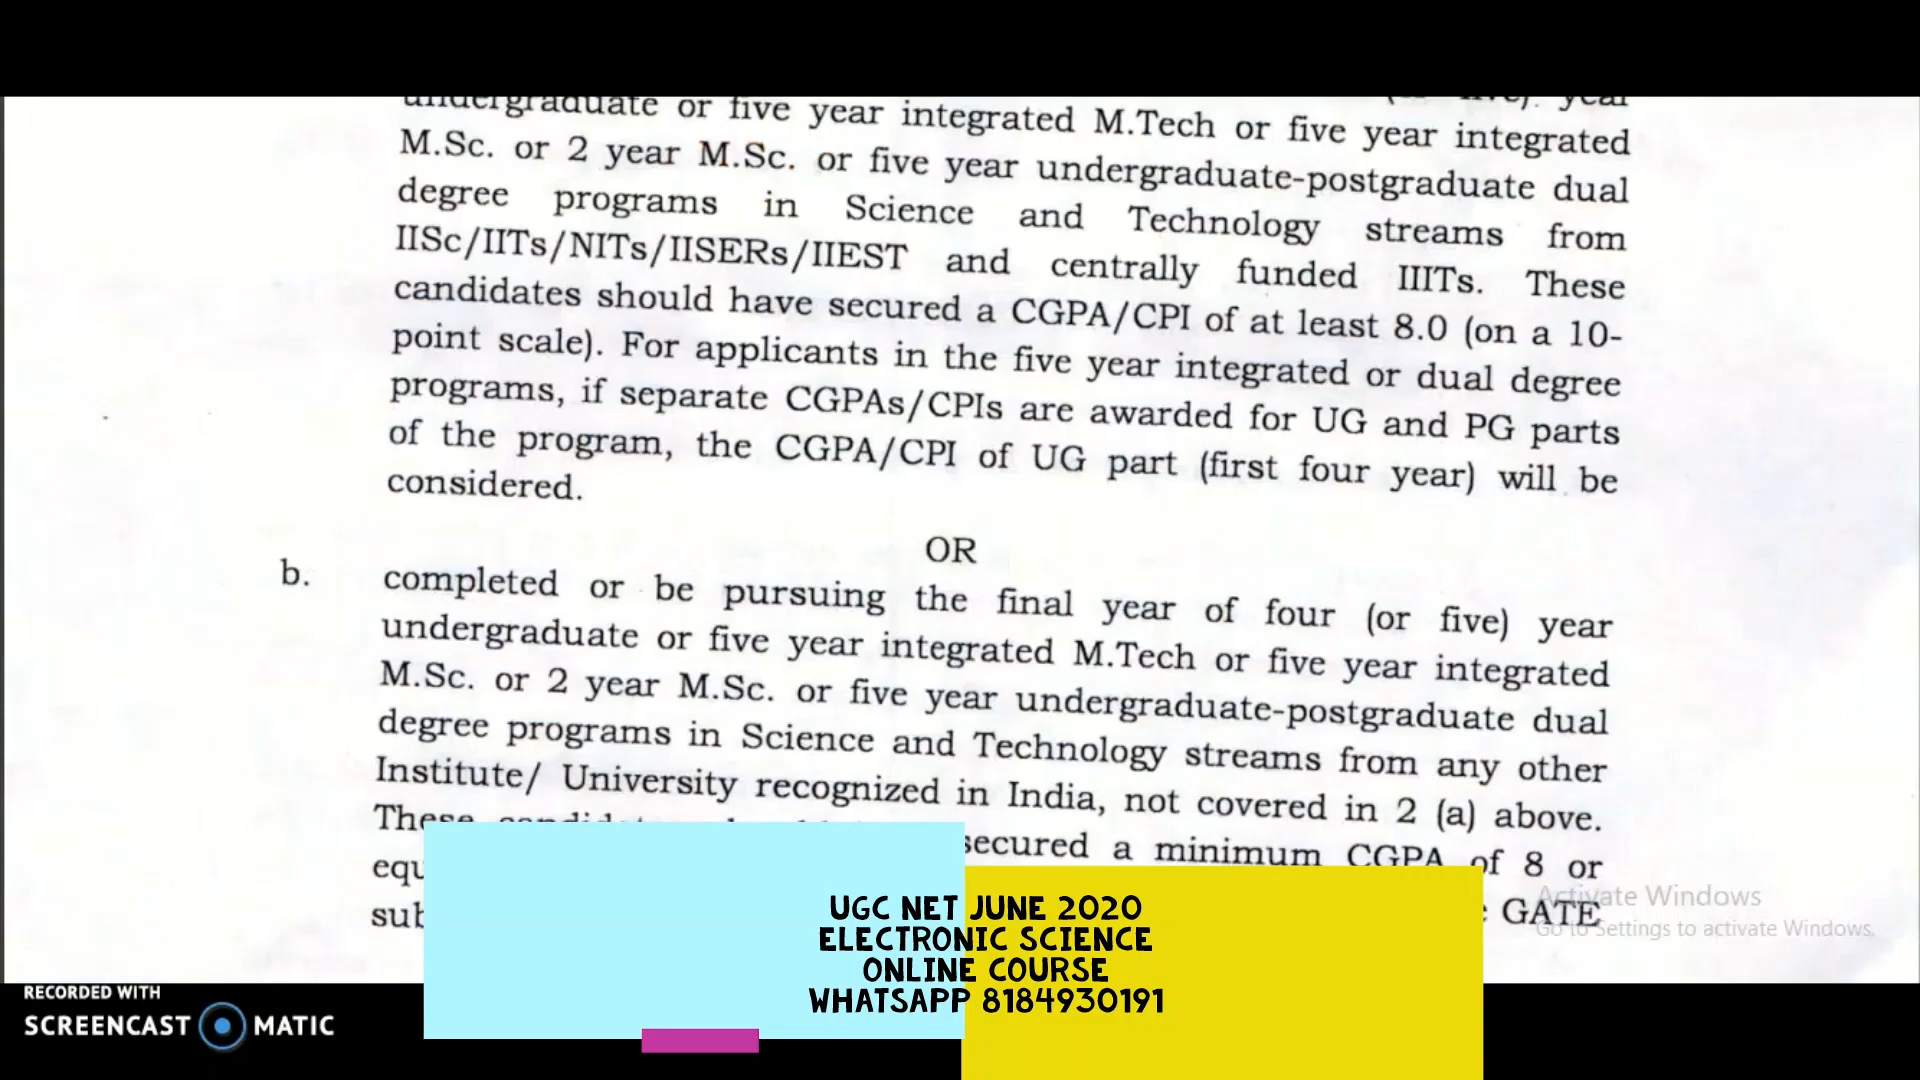 undergraduate or five year integrated M.Tech or five year integrated
M.Sc. or 2 year M.Sc. or five year undergraduate-postgraduate dual
degree programs in Science and Technology streams from
IISc/IITs/NITs/IISERs/IIEST and centrally funded IIITs. These
candidates should have secured a CGPA/CPI of at least 8.0 (on a 10-
point scale). For applicants in the five year integrated or dual degree
programs, if separate CGPAs/CPIs are awarded for UG and PG parts
of the program, the CGPA/CPI of UG part (first four year) will be
considered.
OR
b. completed or be pursuing the final year of four (or five) year
undergraduate or five year integrated M.Tech or five year integrated
M.Sc. or 2 year M.Sc. or five year undergraduate-postgraduate dual
degree programs in Science and Technology streams from any other
Institute/ University recognized in India, not covered in 2 (a) above.
These secured a minimum CGPA of 8 or
GATE
Activate Windows
Go to Settings to activate Windows.
UGC NET JUNE 2020
ELECTRONIC SCIENCE
ONLINE COURSE
WHATSAPP 8184930191
RECORDED WITH
SCREENCAST MATIC